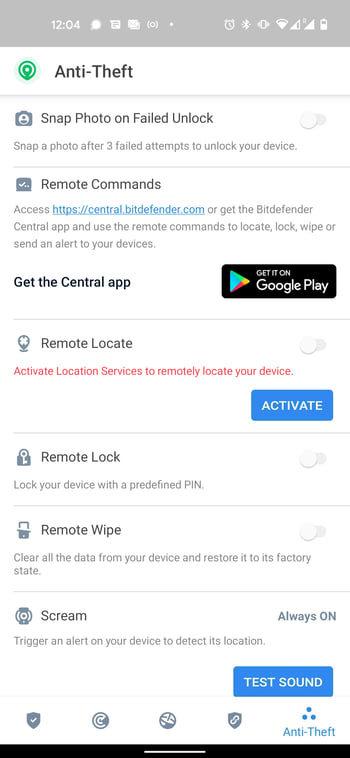 12:04
Anti-Theft
Snap Photo on Failed Unlock
Snap a photo after 3 failed attempts to unlock your device.
Remote Commands
Access https://central.bitdefender.com or get the Bitdefender
Central app and use the remote commands to locate, lock, wipe or
send an alert to your devices.
Get the Central app
GET IT ON
Google Play
Remote Locate
Activate Location Services to remotely locate your device.
ACTIVATE
Remote Lock
Lock your device with a predefined PIN.
Remote Wipe
Clear all the data from your device and restore it to its factory
state.
Scream
Always ON
Trigger an alert on your device to detect its location.
TEST SOUND
Anti-Theft